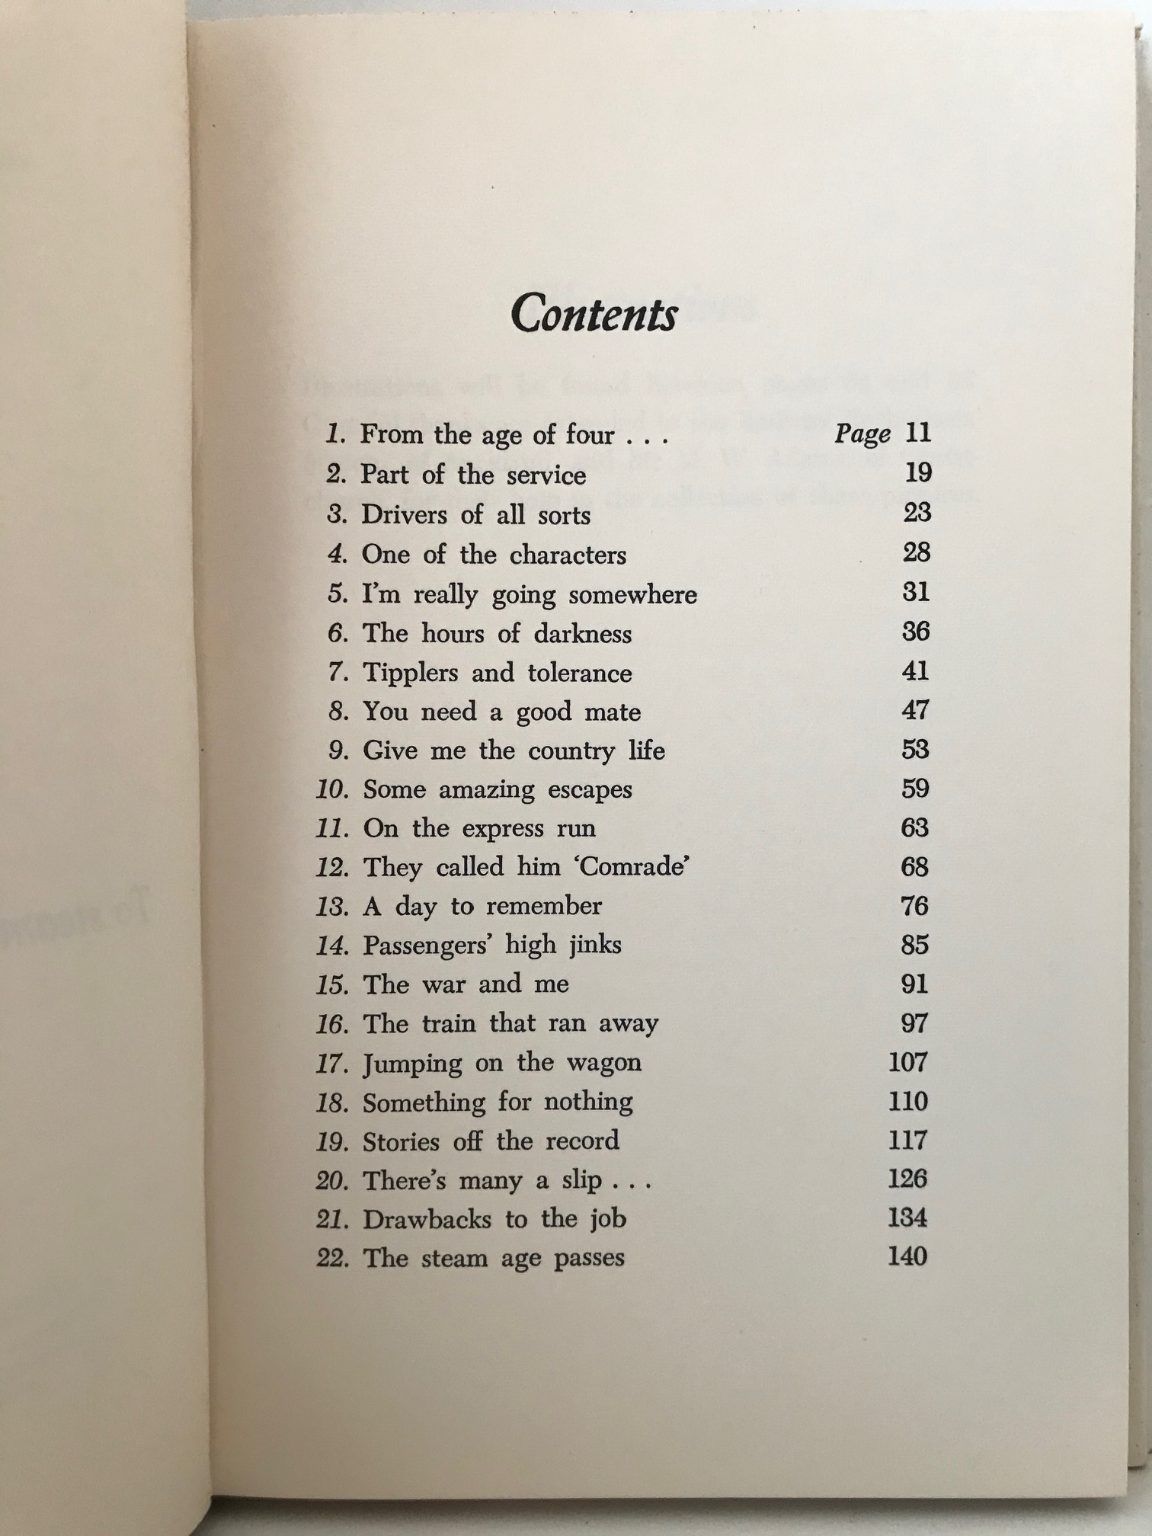 Contents
1. From the age of four . . . Page 11
2. Part of the service 19
3. Drivers of all sorts 23
4. One of the characters 28
5. I'm really going somewhere 31
6. The hours of darkness 36
7. Tipplers and tolerance 41
8. You need a good mate 47
9. Give me the country life 53
10. Some amazing escapes 59
11. On the express run 63
12. They called him ‘Comrade’ 68
13. A day to remember 76
14. Passengers’ high jinks 85
15. The war and me 91
16. The train that ran away 97
17. Jumping on the wagon 107
18. Something for nothing 110
19. Stories off the record 117
20. There's many a slip . . . 126
21. Drawbacks to the job 134
22. The steam age passes 140